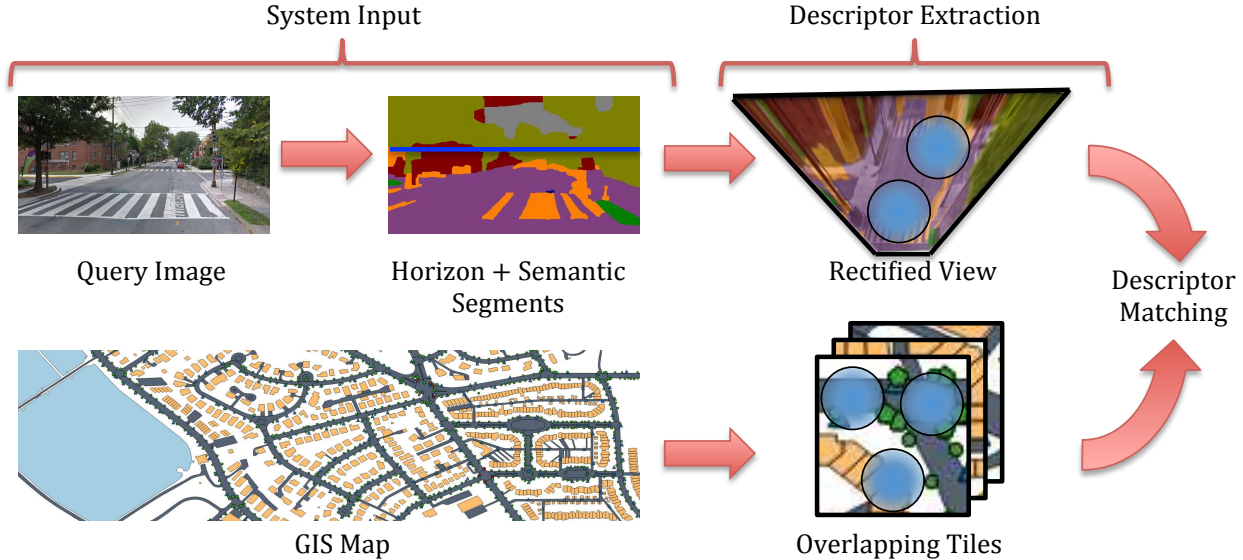 System Input
Descriptor Extraction
Query Image
Horizon + Semantic
Segments
Rectified View
Descriptor
Matching
GIS Map
Overlapping Tiles